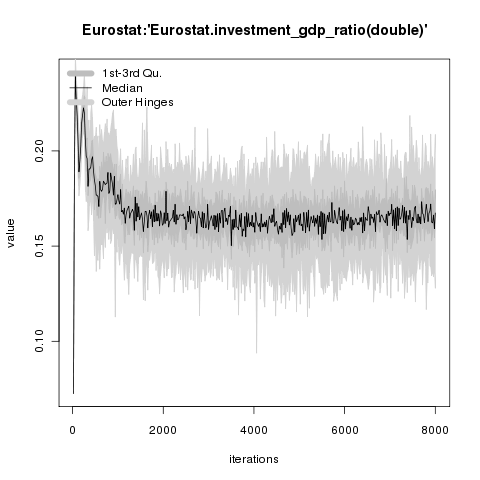 Eurostat:'Eurostat.investment_gdp_ratio(double)'
1st-3rd Qu.
Median
Outer Hinges
value
0.20
0.15
0.10
0
2000
4000
6000
8000
iterations